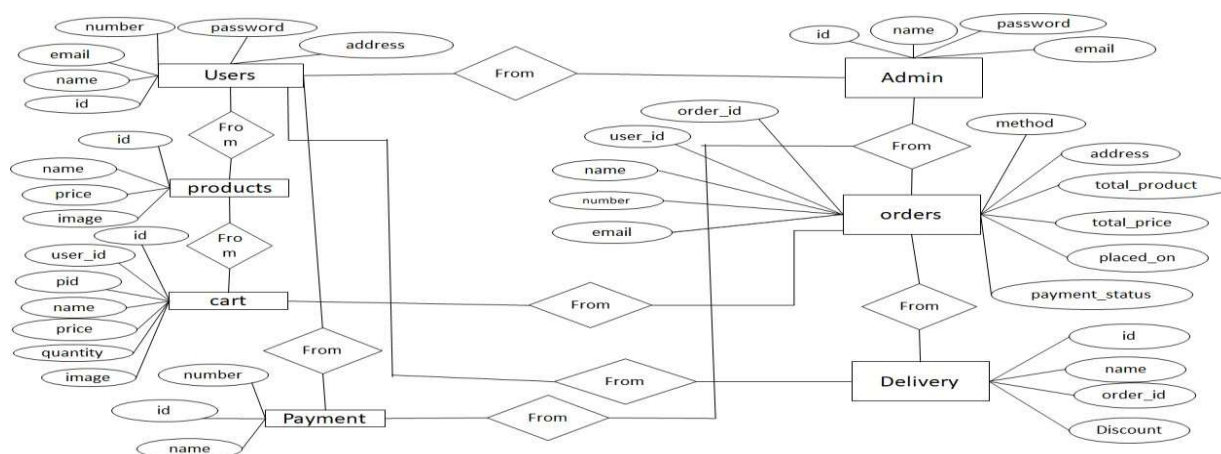 number
password
address
email
name
id
Users
From
id
name
password
email
Admin
Fro
m
id
name
price
image
products
order_id
user_id
name
number
email
From
method
address
total_product
total_price
placed_on
payment_status
orders
Fro
m
id
user_id
pid
name
price
quantity
image
cart
From
From
From
number
id
name
Payment
From
From
Delivery
id
name
order_id
Discount